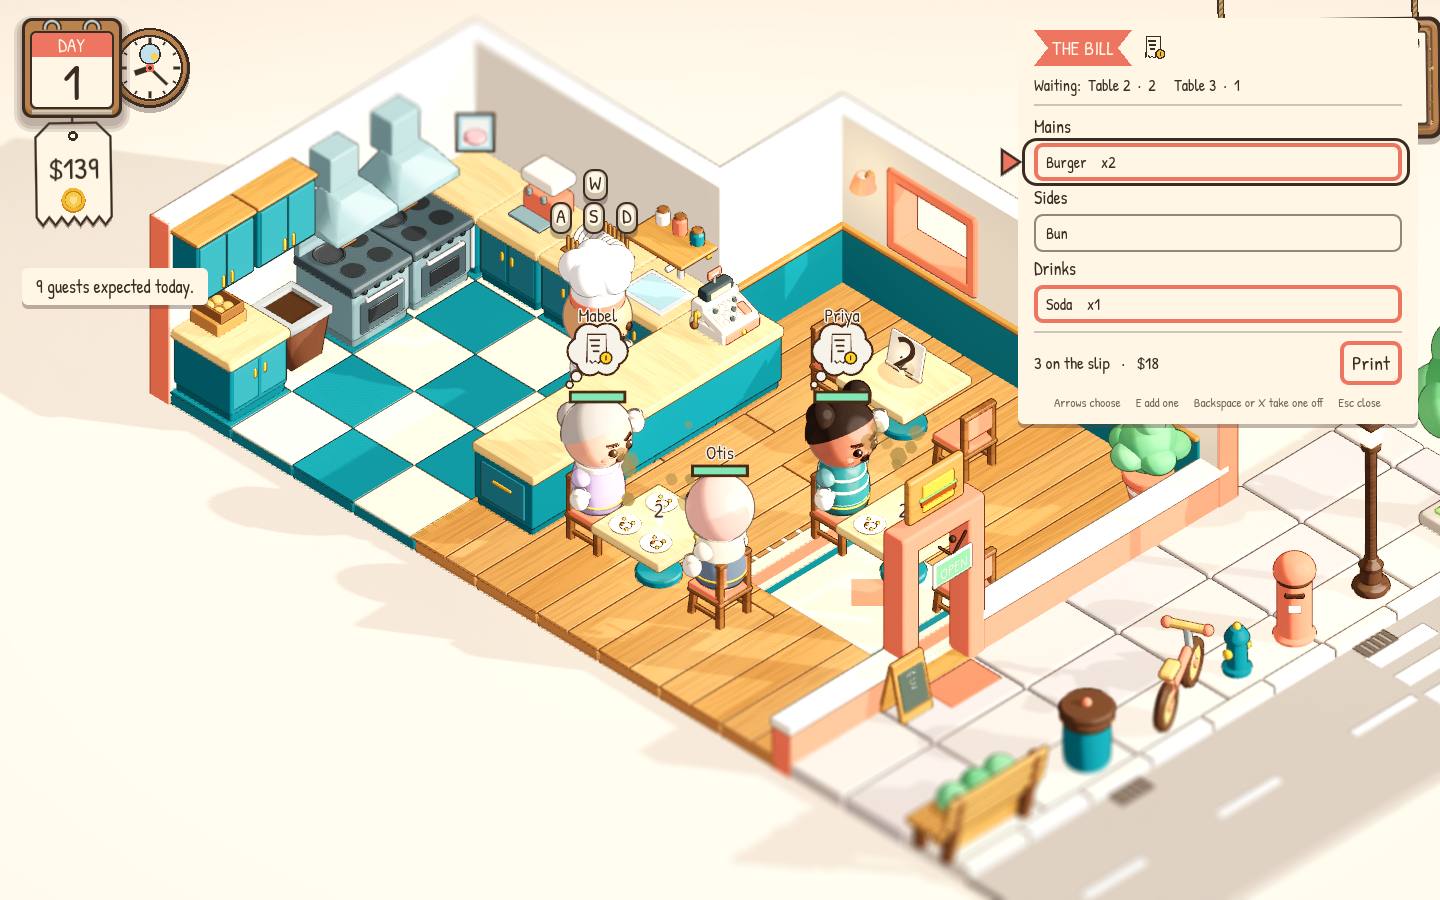 DAY
1
$139
9 guests expected today.
W
A S D
Mabel
Priya
Otis
2
2
2
OPEN
THE BILL
Waiting: Table 2 · 2 Table 3 · 1
Mains
Burger x2
Sides
Bun
Drinks
Soda x1
3 on the slip · $18
Print
Arrows choose E add one Backspace or X take one off Esc close